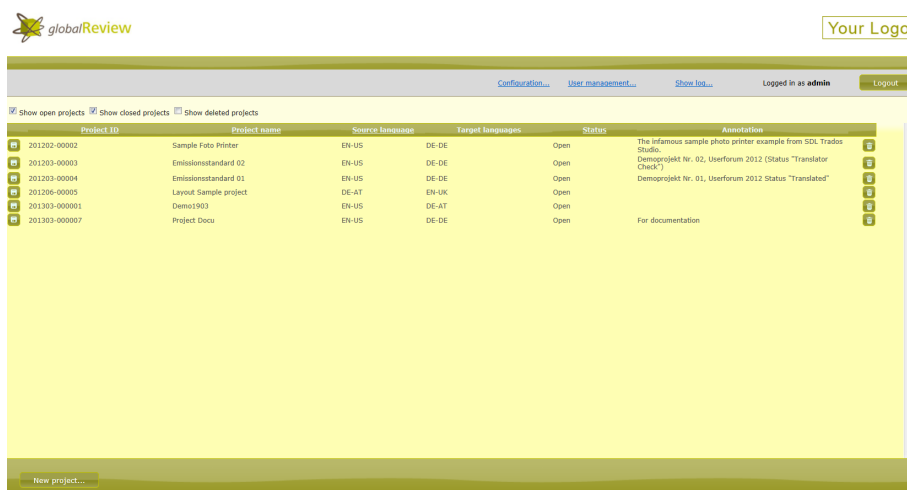 globalReview
Your Logo
Configuration... User management... Show log... Logged in as admin Logout
Show open projects Show closed projects Show deleted projects
Project ID Project name Source language Target languages Status Annotation
201202-00002 Sample Foto Printer EN-US DE-DE Open The infamous sample photo printer example from SDL Trados
Studio.
201203-00003 Emissionsstandard 02 EN-US DE-DE Open Demoprojekt Nr. 02, Userforum 2012 (Status "Translator
Check")
201203-00004 Emissionsstandard 01 EN-US DE-DE Open Demoprojekt Nr. 01, Userforum 2012 Status "Translated"
201206-00005 Layout Sample project DE-AT EN-UK Open
201303-000001 Demo1903 EN-US DE-AT Open
201303-000007 Project Docu EN-US DE-DE Open For documentation
New project...